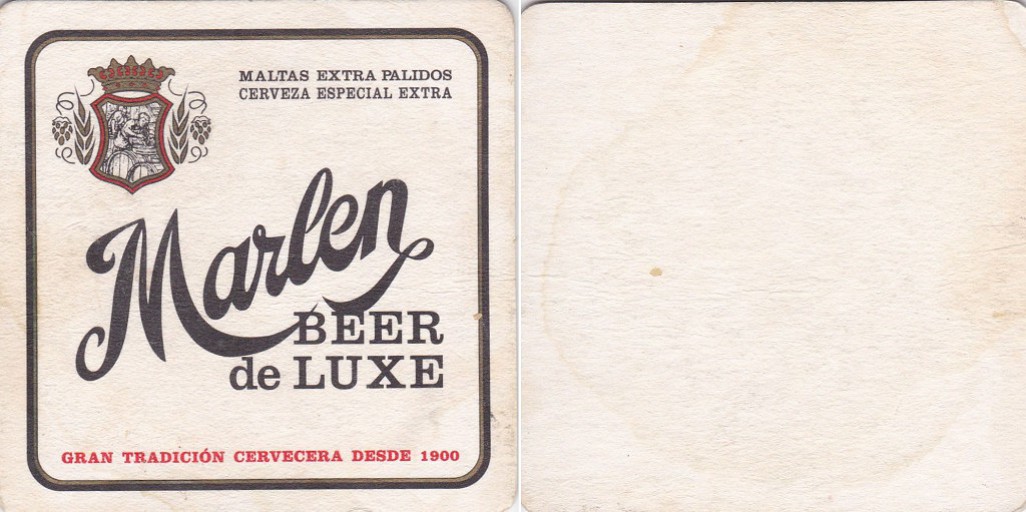 MALTAS EXTRA PALIDOS
CERVEZA ESPECIAL EXTRA
Marlen
BEER
de LUXE
GRAN TRADICIÓN CERVECERA DESDE 1900